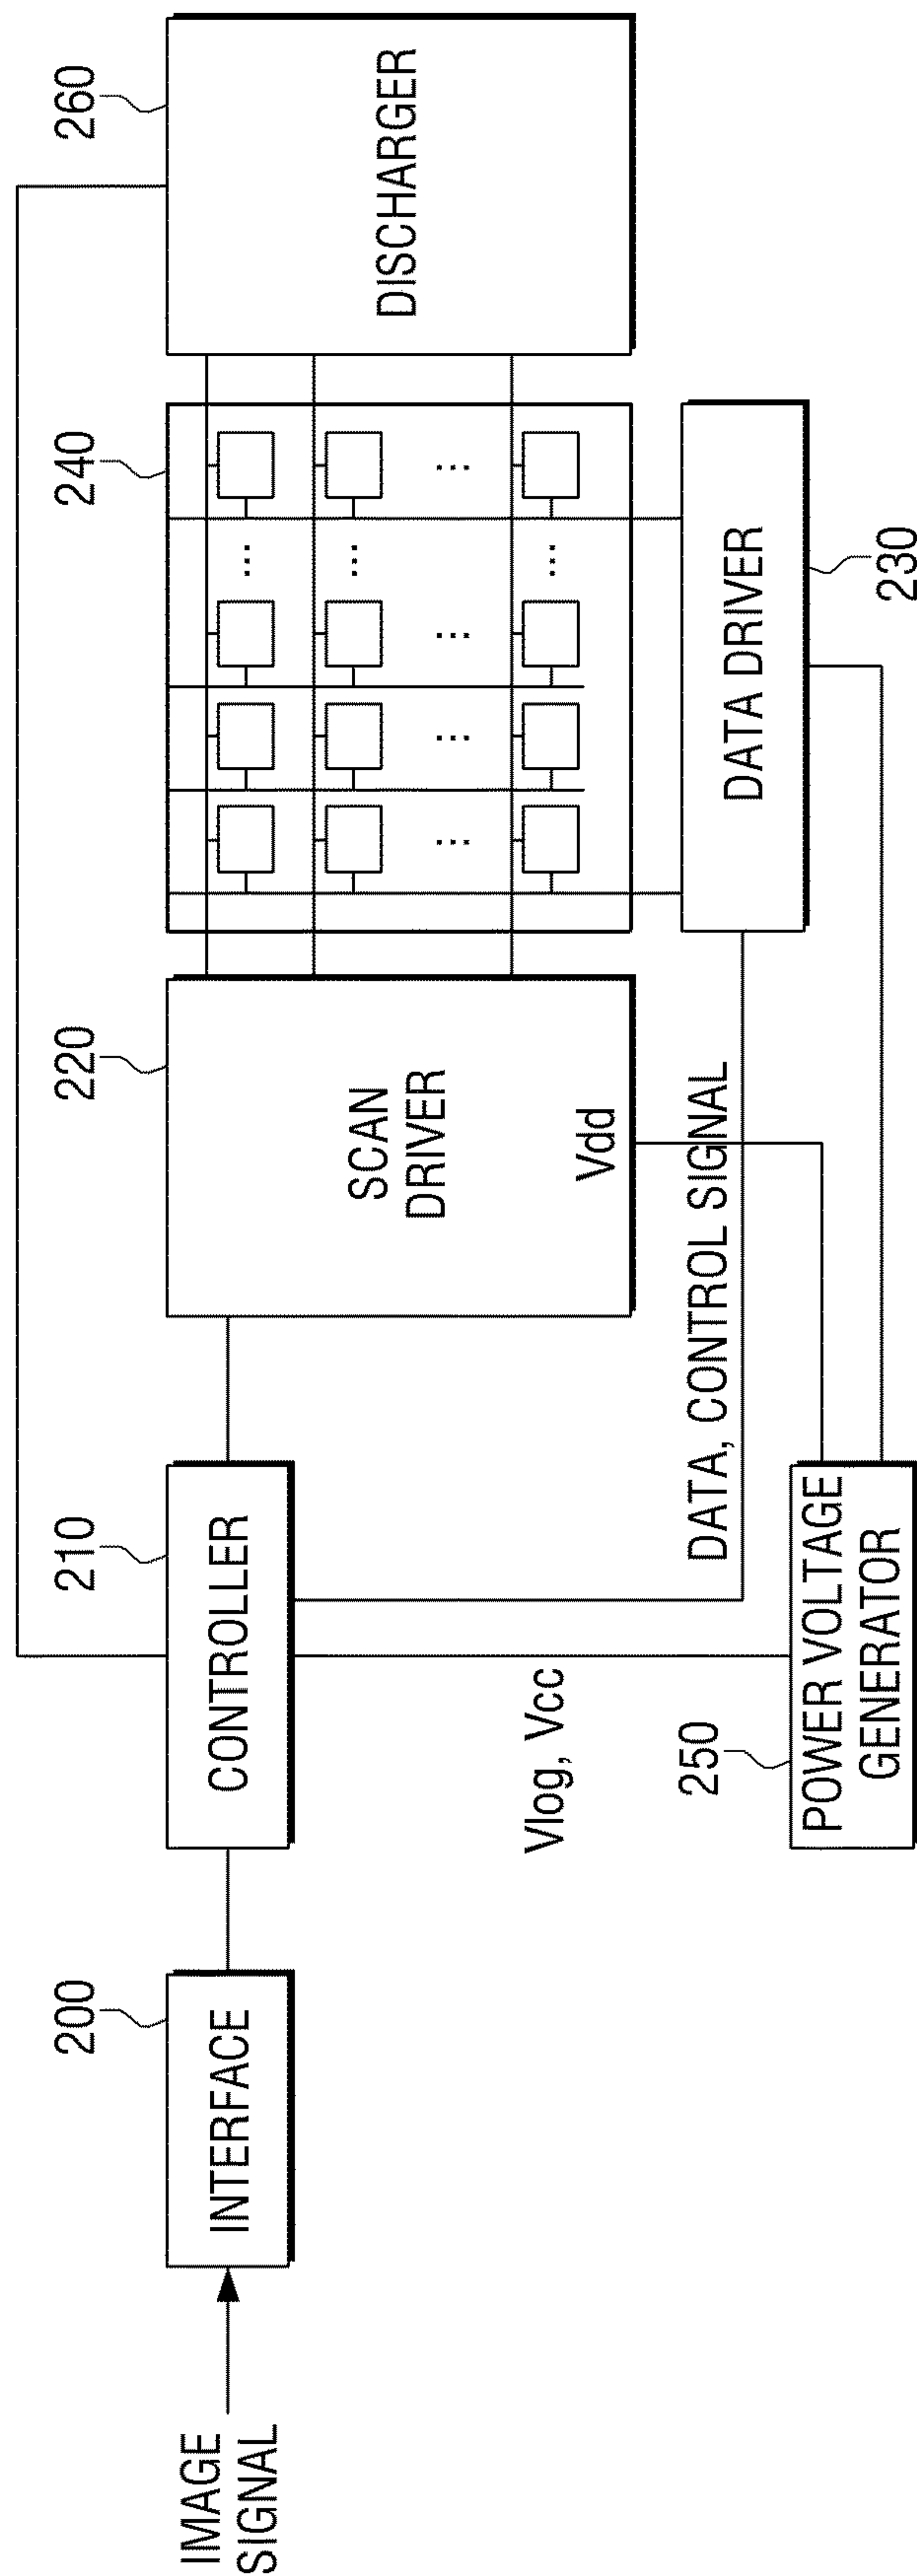 260
240
220
210
200
DISCHARGER
SCAN
DRIVER
Vdd
CONTROLLER
INTERFACE
IMAGE
SIGNAL
DATA DRIVER
230
DATA, CONTROL SIGNAL
Vlog, Vcc
250
POWER VOLTAGE
GENERATOR